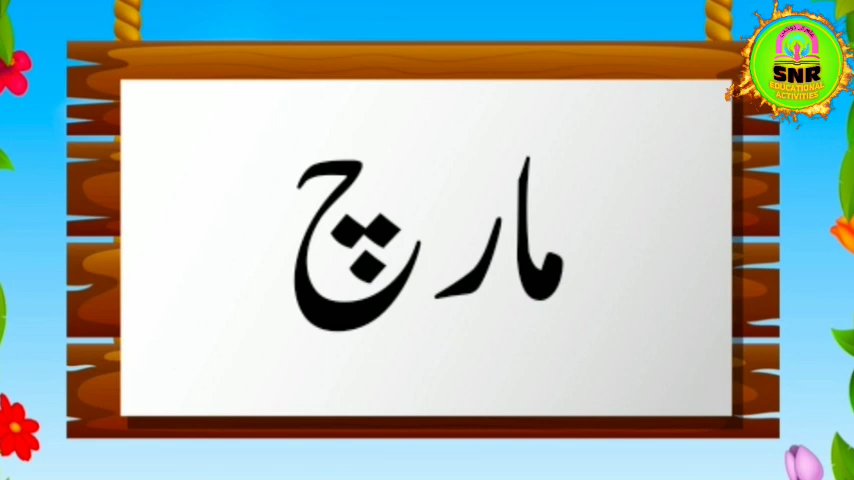 مارچ
SNR
EDUCATIONAL
ACTIVITIES